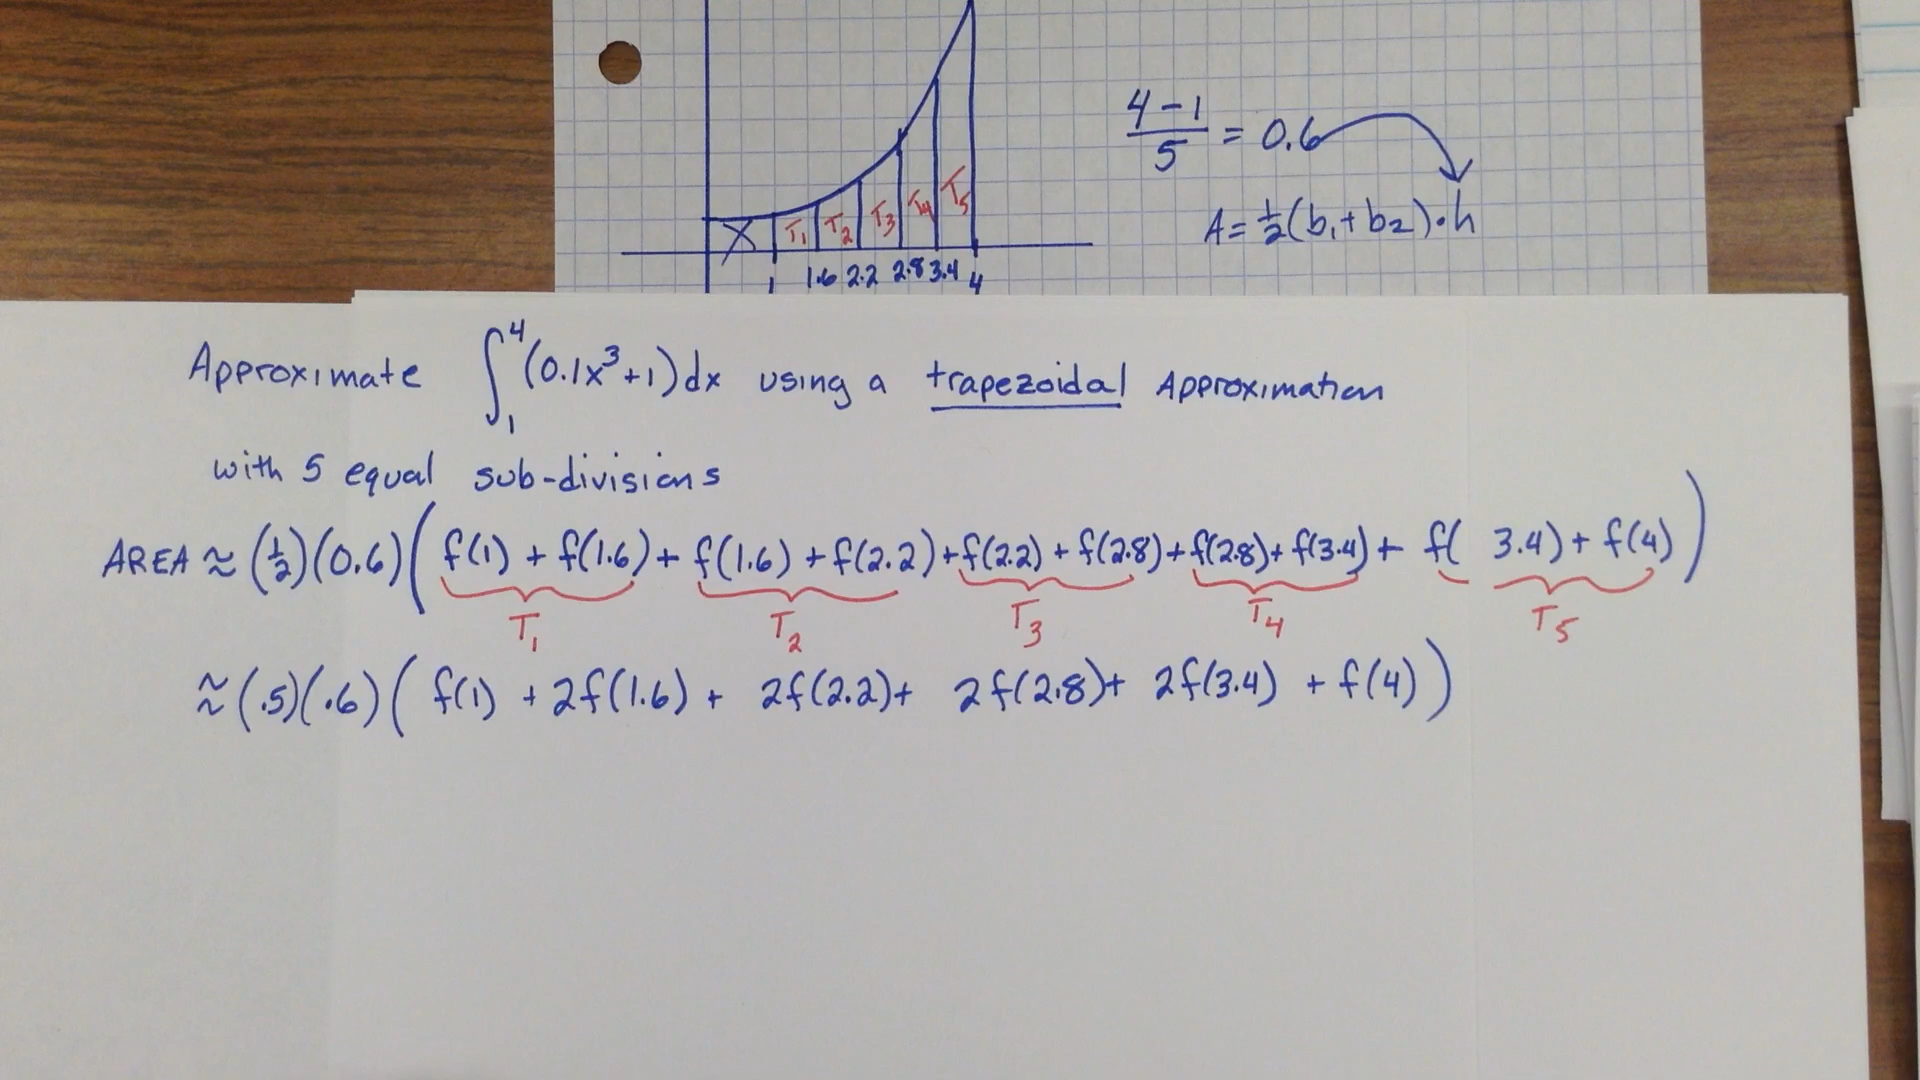 4-1/5 = 0.6
A = 1/2(b₁ + b₂)·h
T₁ T₂ T₃ T₄ T₅
1 1.6 2.2 2.8 3.4 4
Approximate ∫₁⁴(0.1x³+1)dx using a trapezoidal Approximation
with 5 equal sub-divisions
AREA ≈ (1/2)(0.6)(f(1) + f(1.6) + f(1.6) + f(2.2) + f(2.2) + f(2.8) + f(2.8) + f(3.4) + f( 3.4) + f(4))
T₁ T₂ T₃ T₄ T₅
≈ (.5)(.6)( f(1) + 2f(1.6) + 2f(2.2) + 2f(2.8) + 2f(3.4) + f(4))